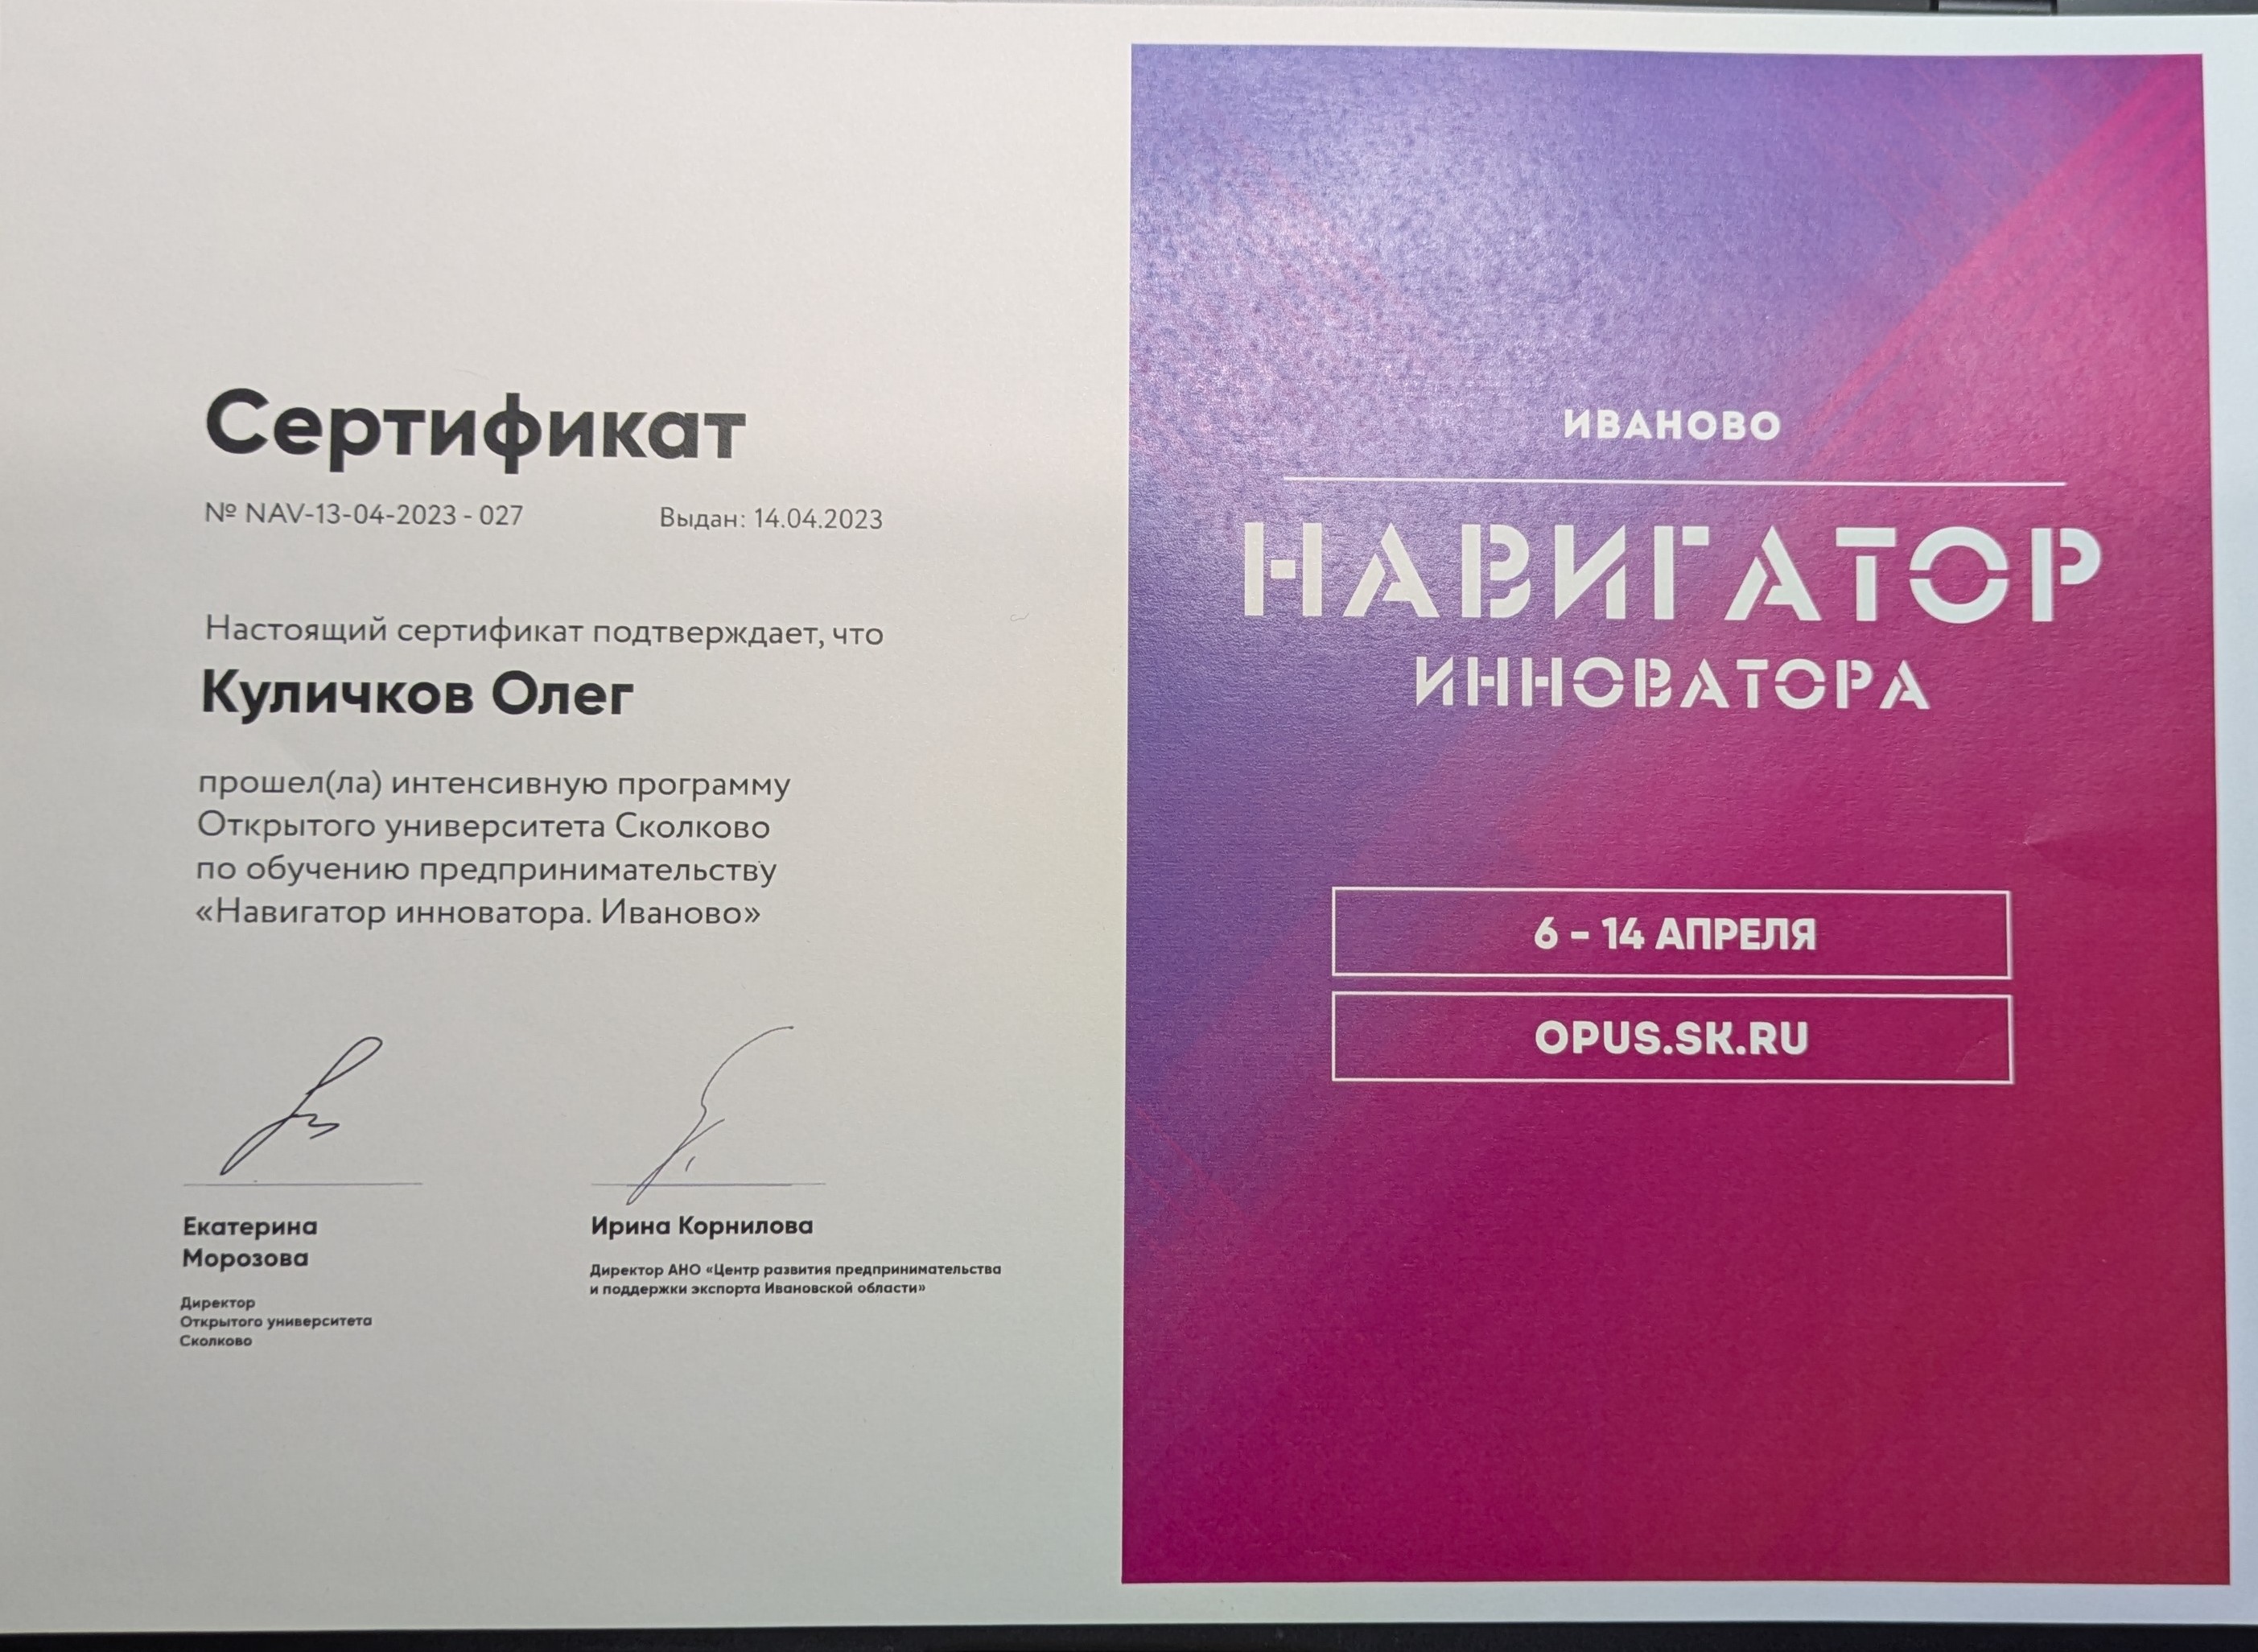 Сертификат
№ NAV-13-04-2023 - 027 Выдан: 14.04.2023
Настоящий сертификат подтверждает, что
Куличков Олег
прошел(ла) интенсивную программу
Открытого университета Сколково
по обучению предпринимательству
«Навигатор инноватора. Иваново»
Екатерина
Морозова
Директор
Открытого университета
Сколково
Ирина Корнилова
Директор АНО «Центр развития предпринимательства
и поддержки экспорта Ивановской области»
ИВАНОВО
НАВИГАТОР
ИННОВАТОРА
6 – 14 АПРЕЛЯ
OPUS.SK.RU